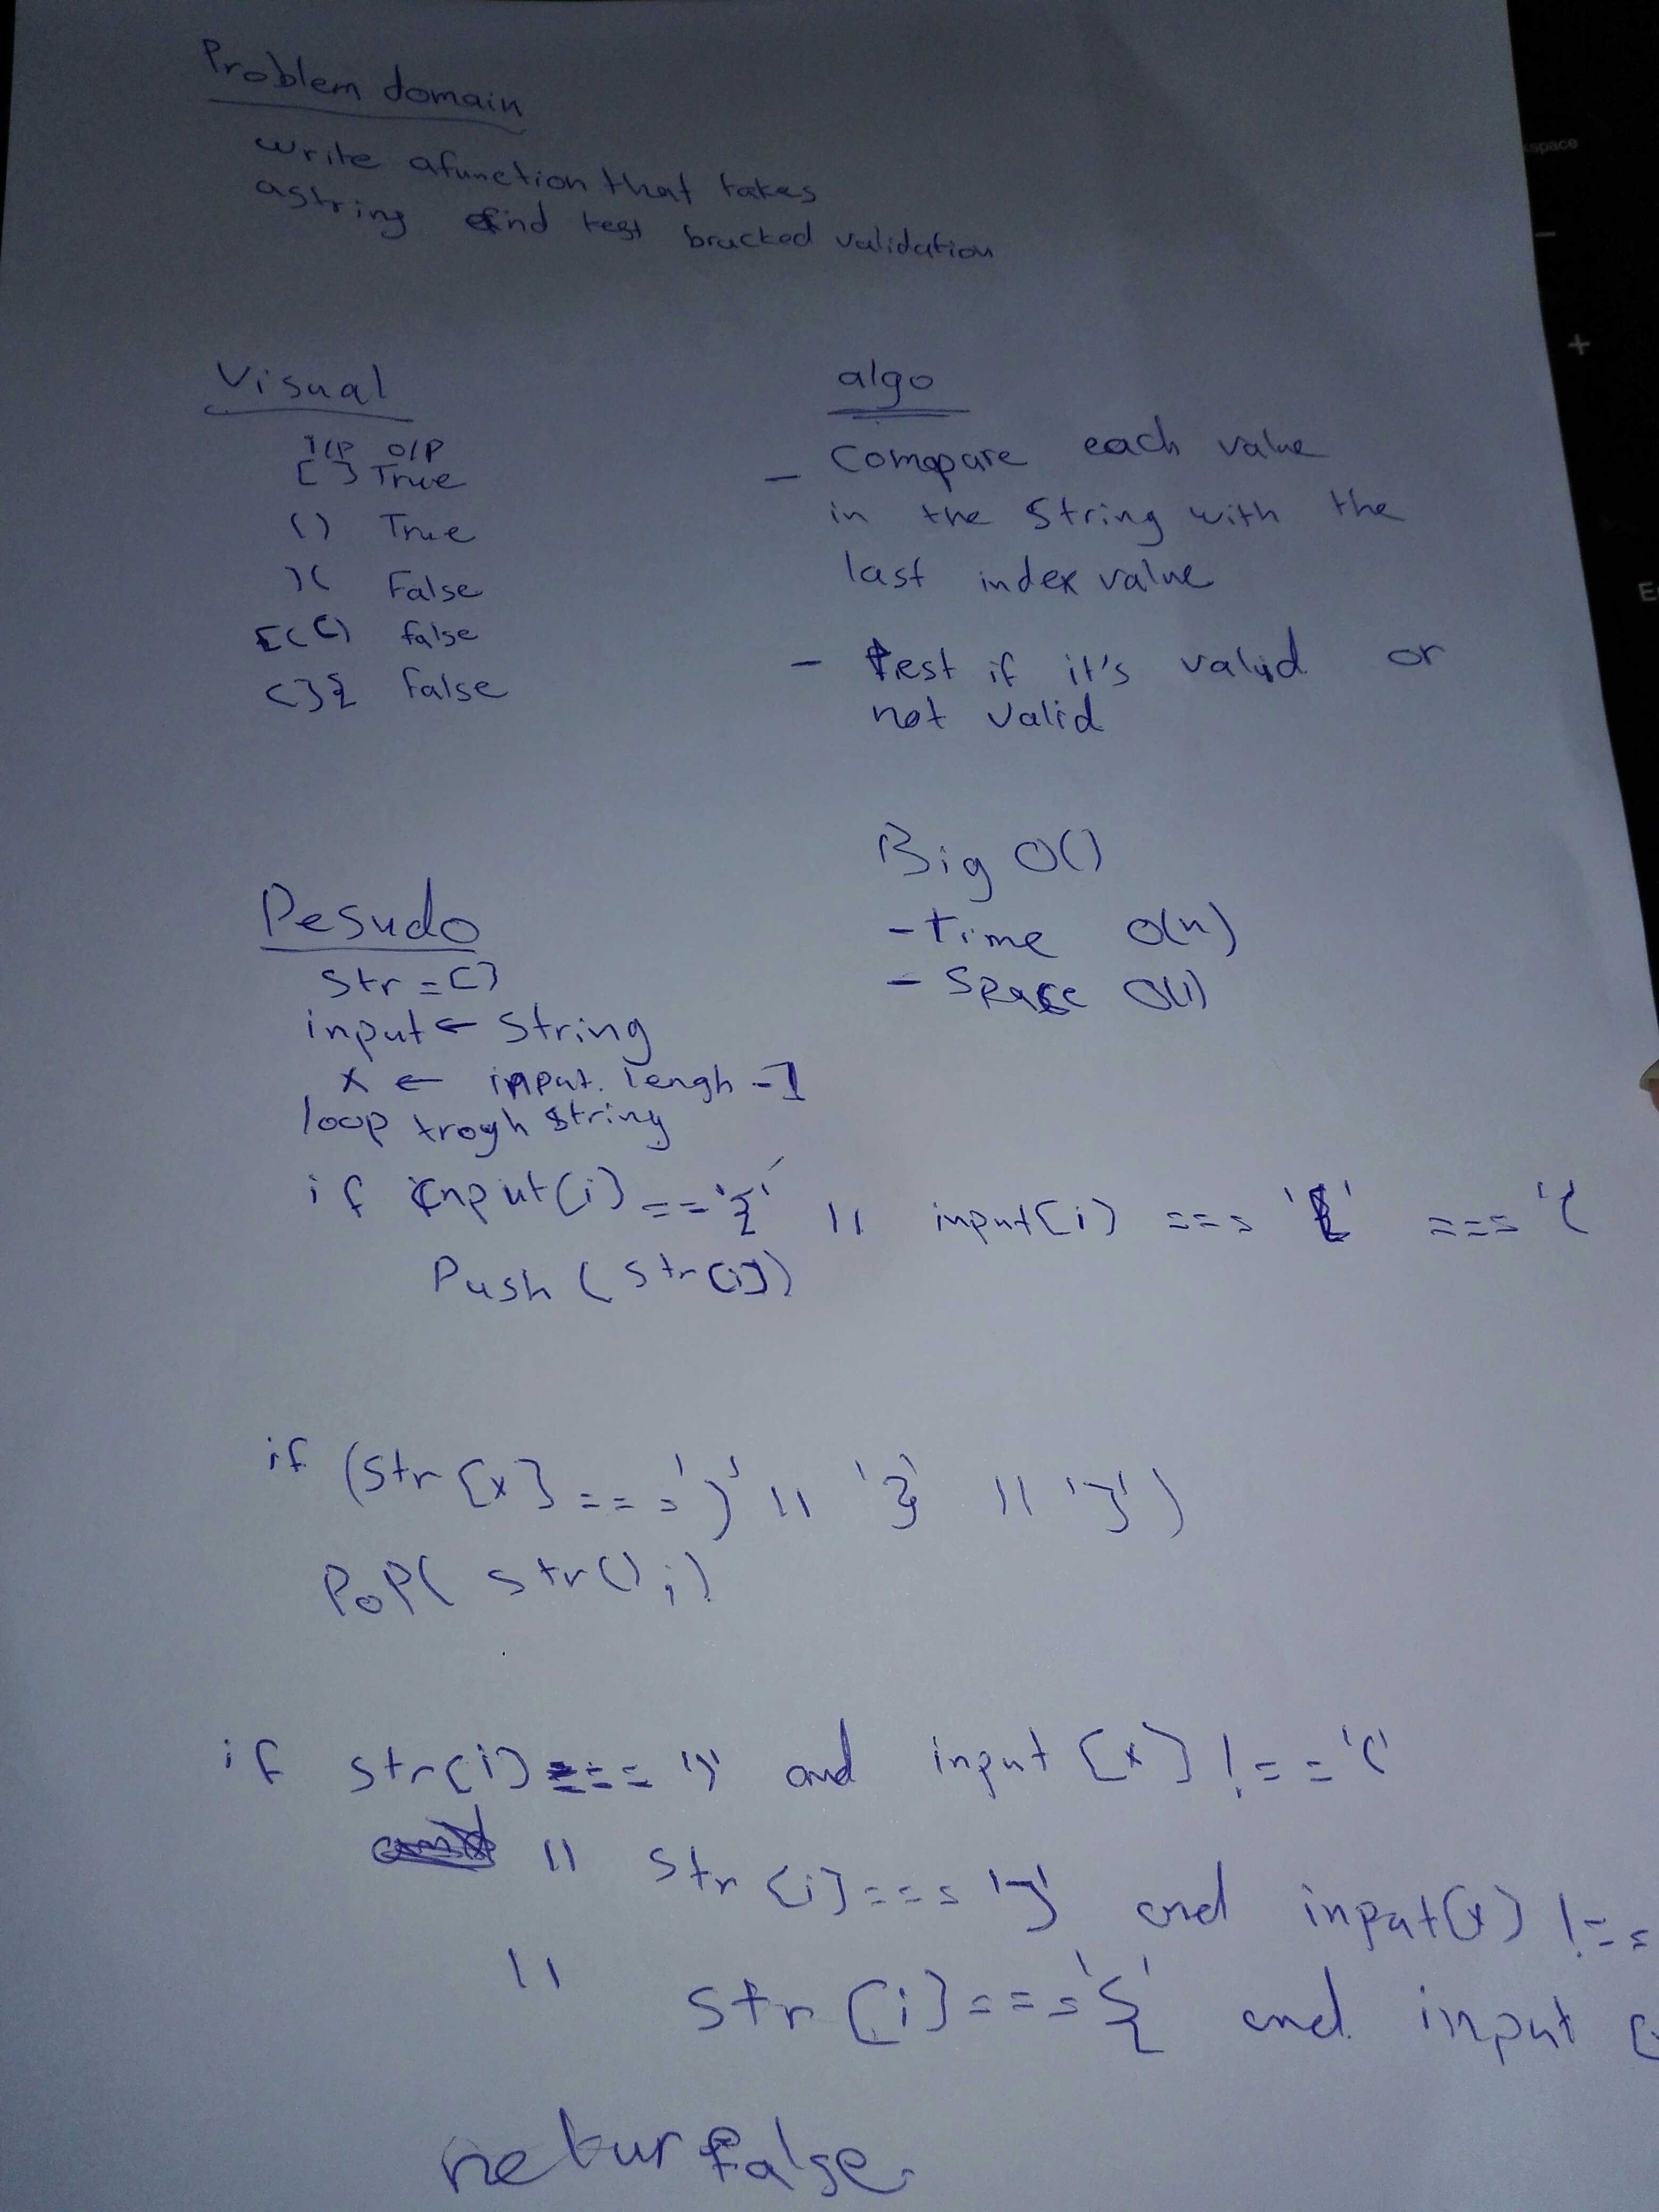 Problem domain
write afunction that takes
astring and test bracked validation
Visual
I/P O/P
[] True
() True
)( False
[(() false
(]{ False
algo
- Compare each value
in the string with the
last index value
- test if it's valid or
not valid
Big O()
- time O(n)
- Space O(1)
Pesudo
str = []
input ← string
x ← input. lengh -1
loop trogh string
if input[i] === '{' || input[i] === '[' === '(
Push (str[i])
if (str[x] === ')' || '}' || ']')
POP( str();)
if str[i] === ')' and input [x] !== '('
|| str[i] === ']' and input[x] !==
|| str [i] === '{' and input [
retur false
space
-
+